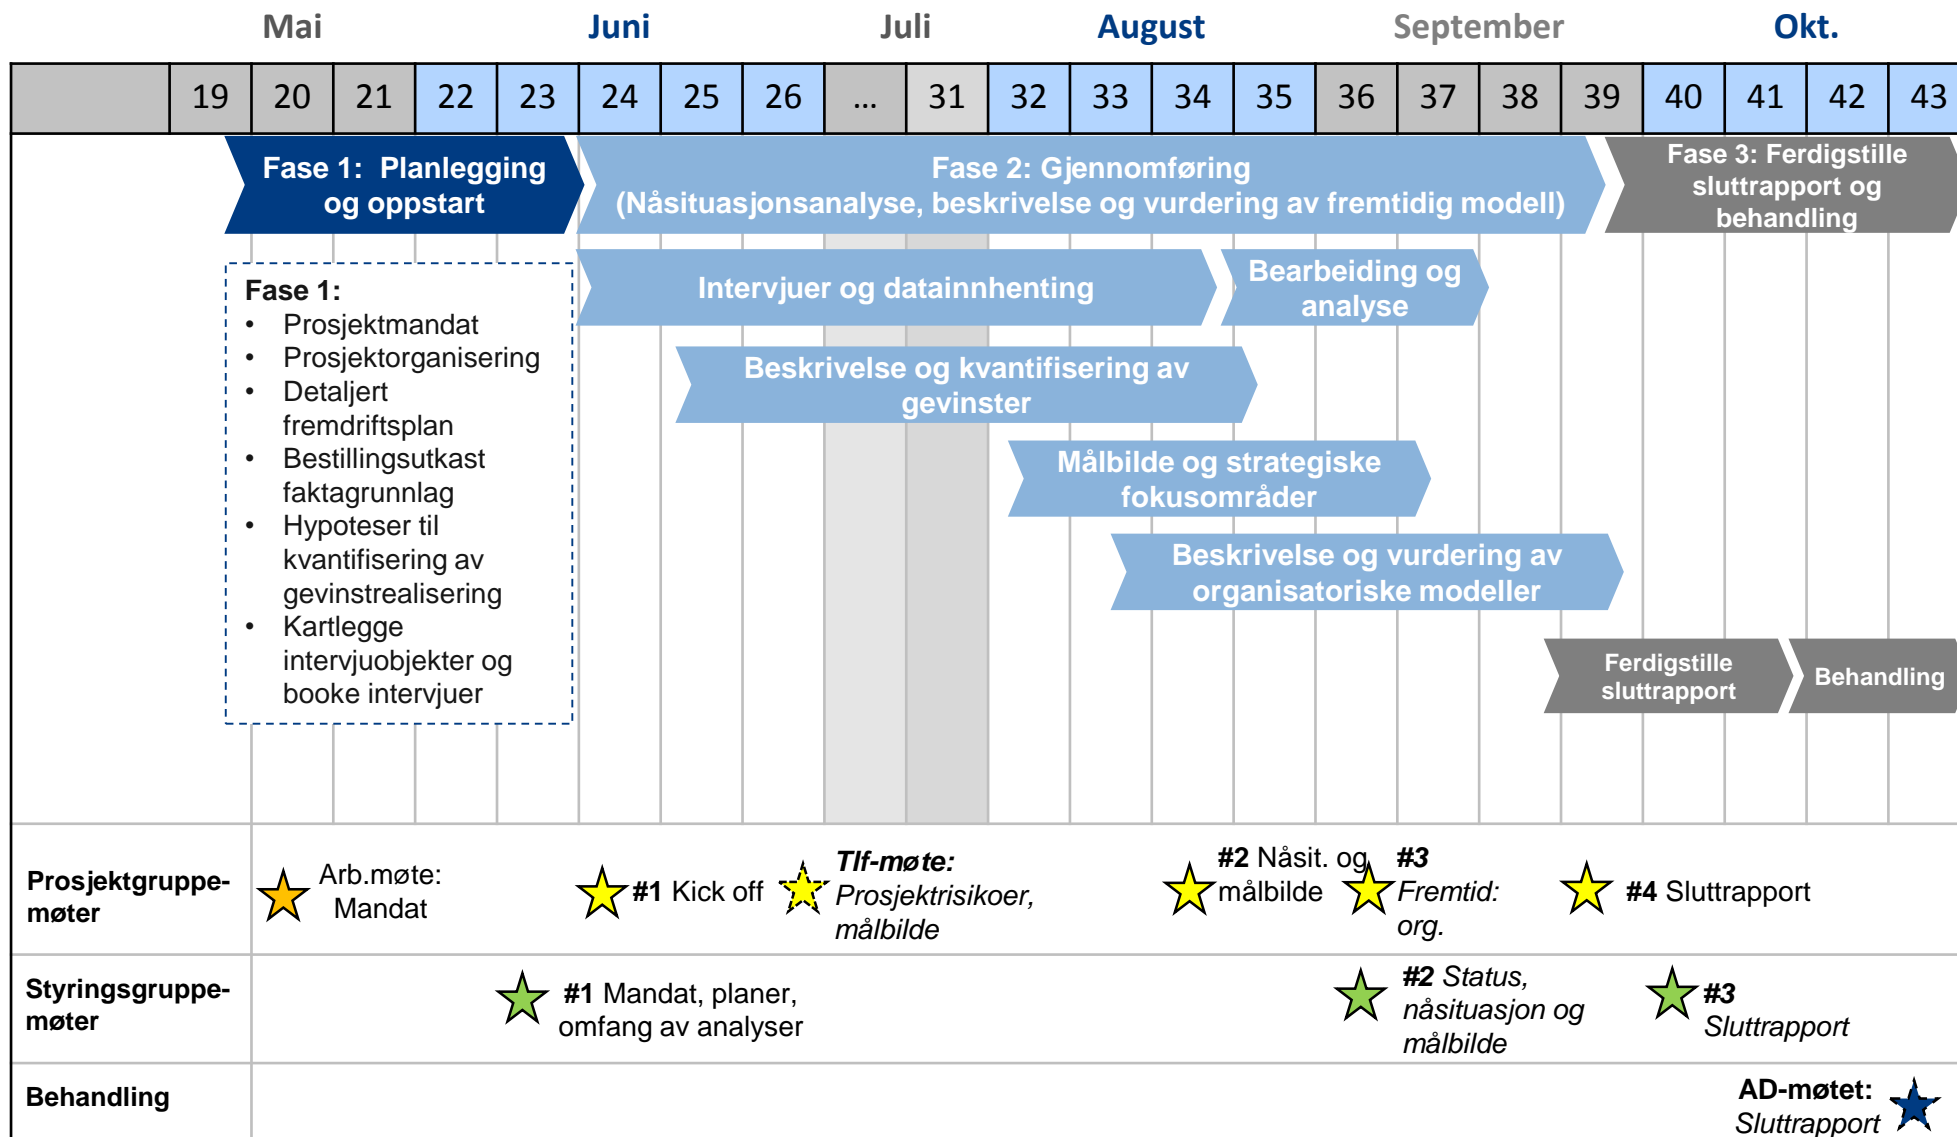 Mai Juni Juli August September Okt.
19 20 21 22 23 24 25 26 ... 31 32 33 34 35 36 37 38 39 40 41 42 43
Fase 1: Planlegging
og oppstart
Fase 2: Gjennomføring
(Nåsituasjonsanalyse, beskrivelse og vurdering av fremtidig modell)
Fase 3: Ferdigstille
sluttrapport og
behandling
Fase 1:
• Prosjektmandat
• Prosjektorganisering
• Detaljert
fremdriftsplan
• Bestillingsutkast
faktagrunnlag
• Hypoteser til
kvantifisering av
gevinstrealisering
• Kartlegge
intervjuobjekter og
booke intervjuer
Intervjuer og datainnhenting
Bearbeiding og
analyse
Beskrivelse og kvantifisering av
gevinster
Målbilde og strategiske
fokusområder
Beskrivelse og vurdering av
organisatoriske modeller
Ferdigstille
sluttrapport
Behandling
Prosjektgruppe-
møter
Arb.møte:
Mandat
#1 Kick off
Tlf-møte:
Prosjektrisikoer,
målbilde
#2 Nåsit. og
målbilde
#3
Fremtid:
org.
#4 Sluttrapport
Styringsgruppe-
møter
#1 Mandat, planer,
omfang av analyser
#2 Status,
nåsituasjon og
målbilde
#3
Sluttrapport
Behandling
AD-møtet:
Sluttrapport